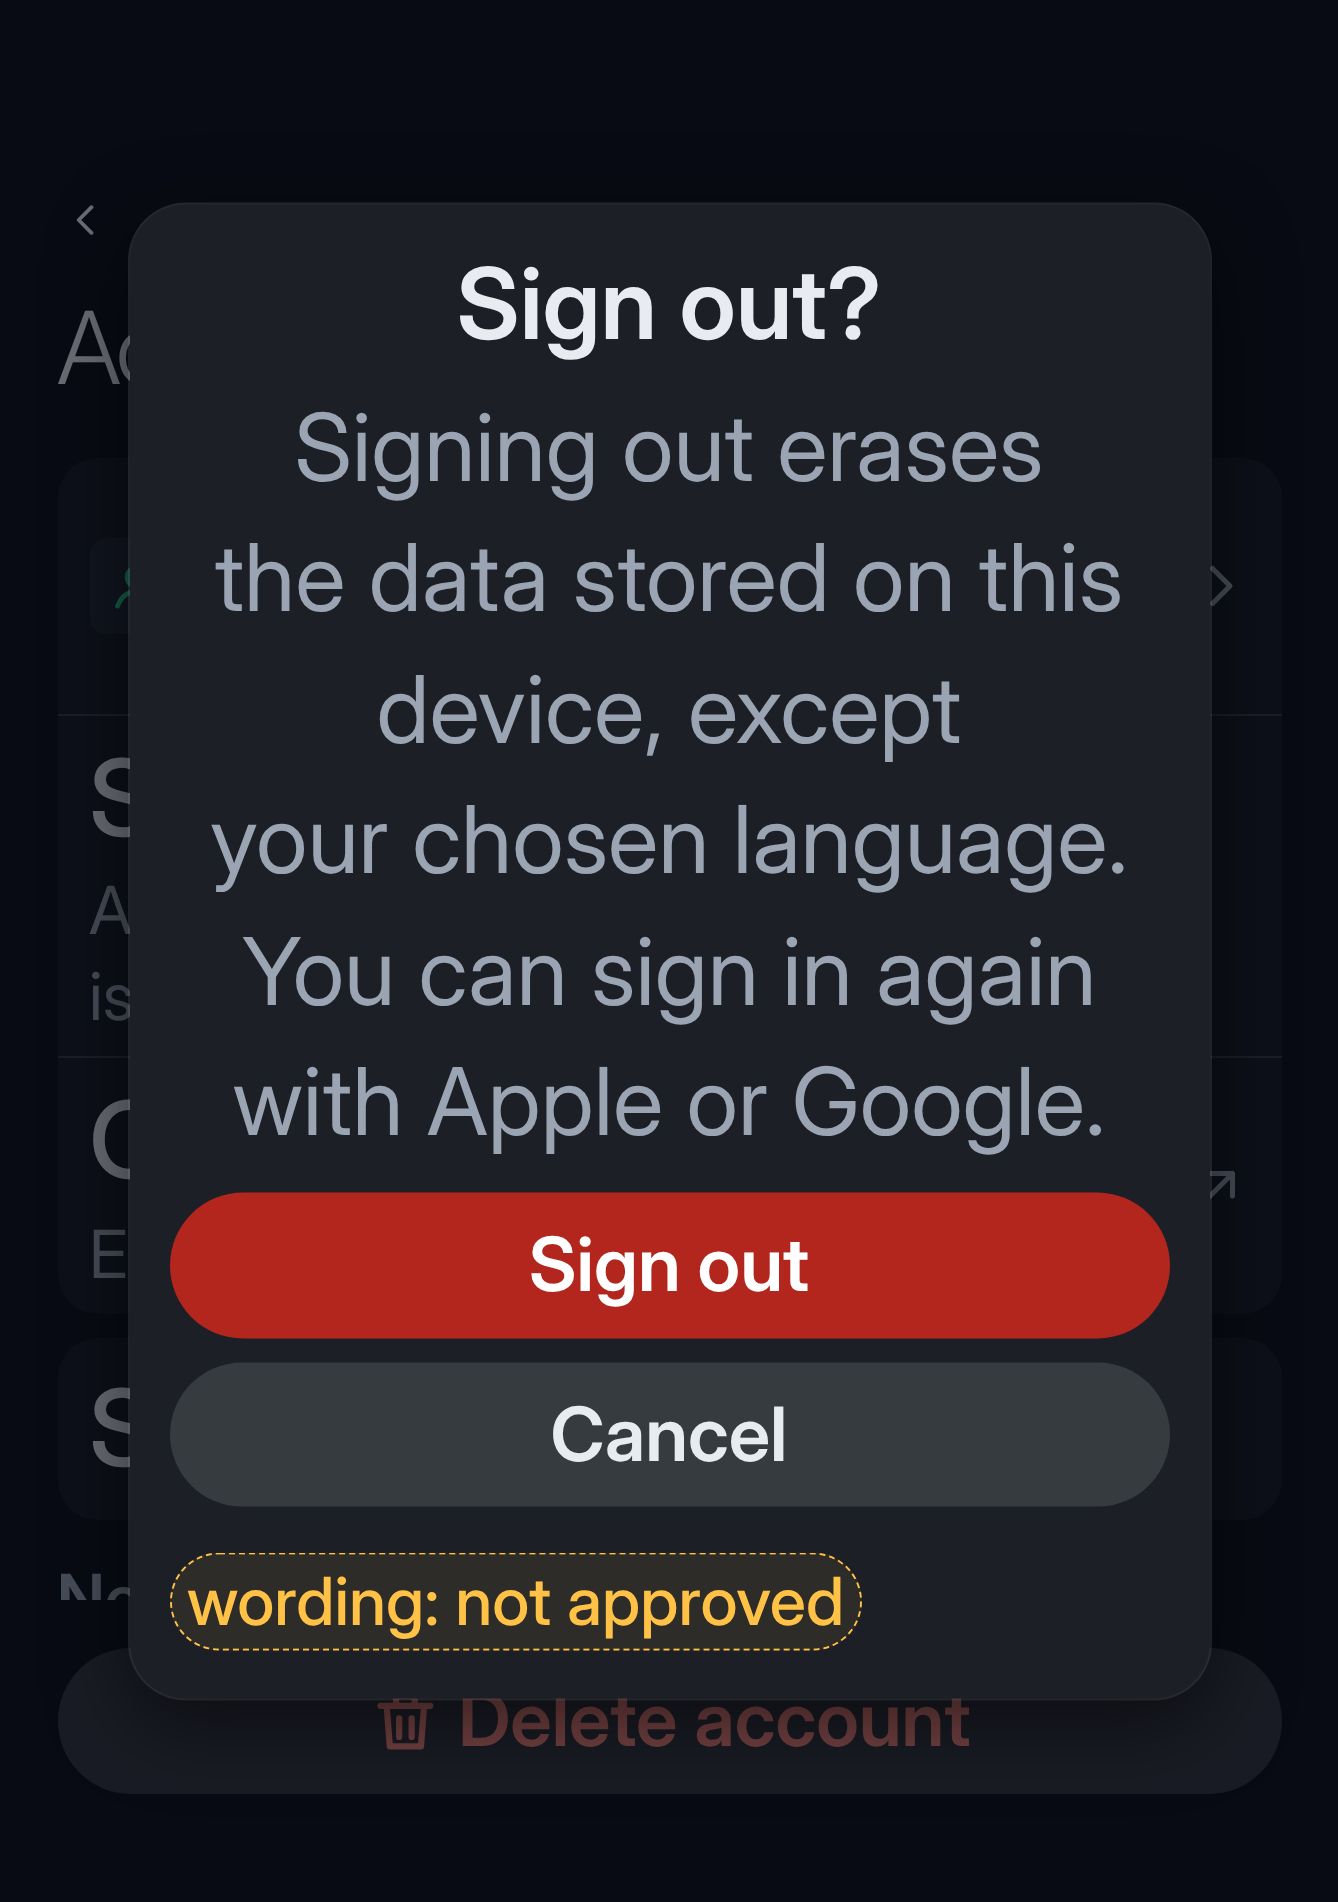 Sign out?
Signing out erases
the data stored on this
device, except
your chosen language.
You can sign in again
with Apple or Google.
Sign out
Cancel
wording: not approved
Delete account